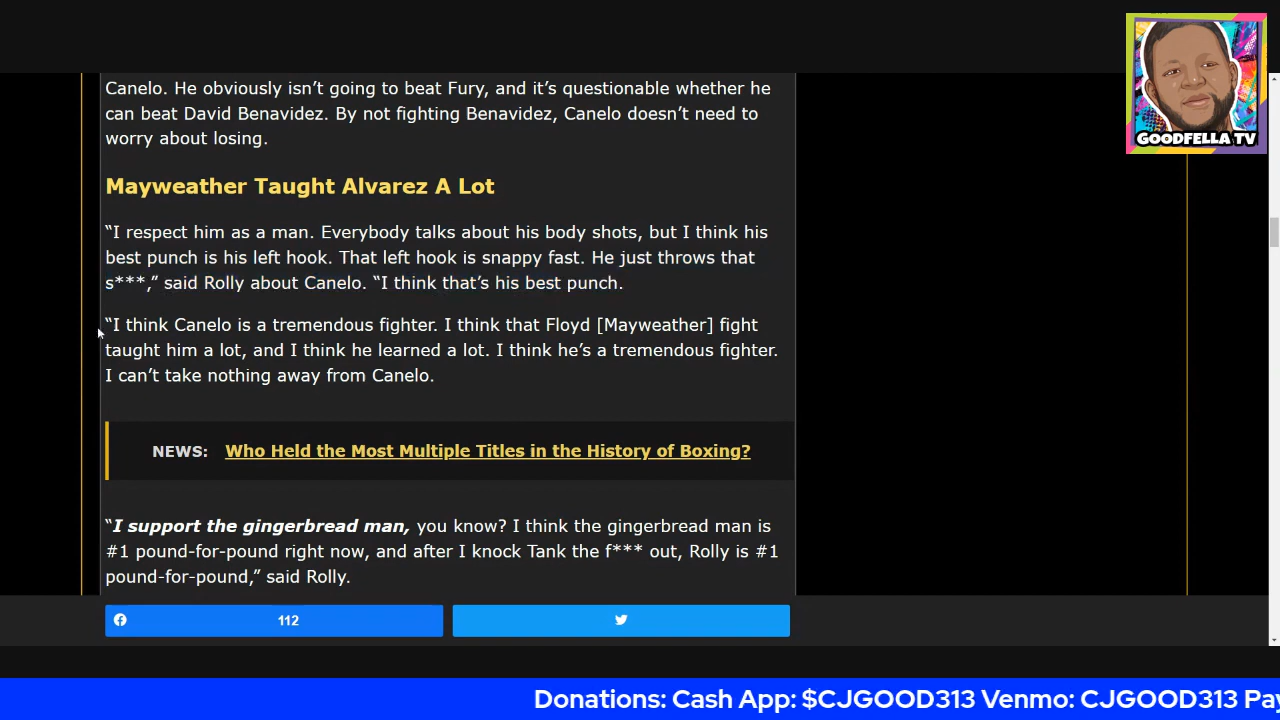 Canelo. He obviously isn’t going to beat Fury, and it’s questionable whether he
can beat David Benavidez. By not fighting Benavidez, Canelo doesn’t need to
worry about losing.
Mayweather Taught Alvarez A Lot
“I respect him as a man. Everybody talks about his body shots, but I think his
best punch is his left hook. That left hook is snappy fast. He just throws that
s***,” said Rolly about Canelo. “I think that’s his best punch.
“I think Canelo is a tremendous fighter. I think that Floyd [Mayweather] fight
taught him a lot, and I think he learned a lot. I think he’s a tremendous fighter.
I can’t take nothing away from Canelo.
NEWS: Who Held the Most Multiple Titles in the History of Boxing?
“I support the gingerbread man, you know? I think the gingerbread man is
#1 pound-for-pound right now, and after I knock Tank the f*** out, Rolly is #1
pound-for-pound,” said Rolly.
112
GOODFELLA TV
Donations: Cash App: $CJGOOD313 Venmo: CJGOOD313 Pay